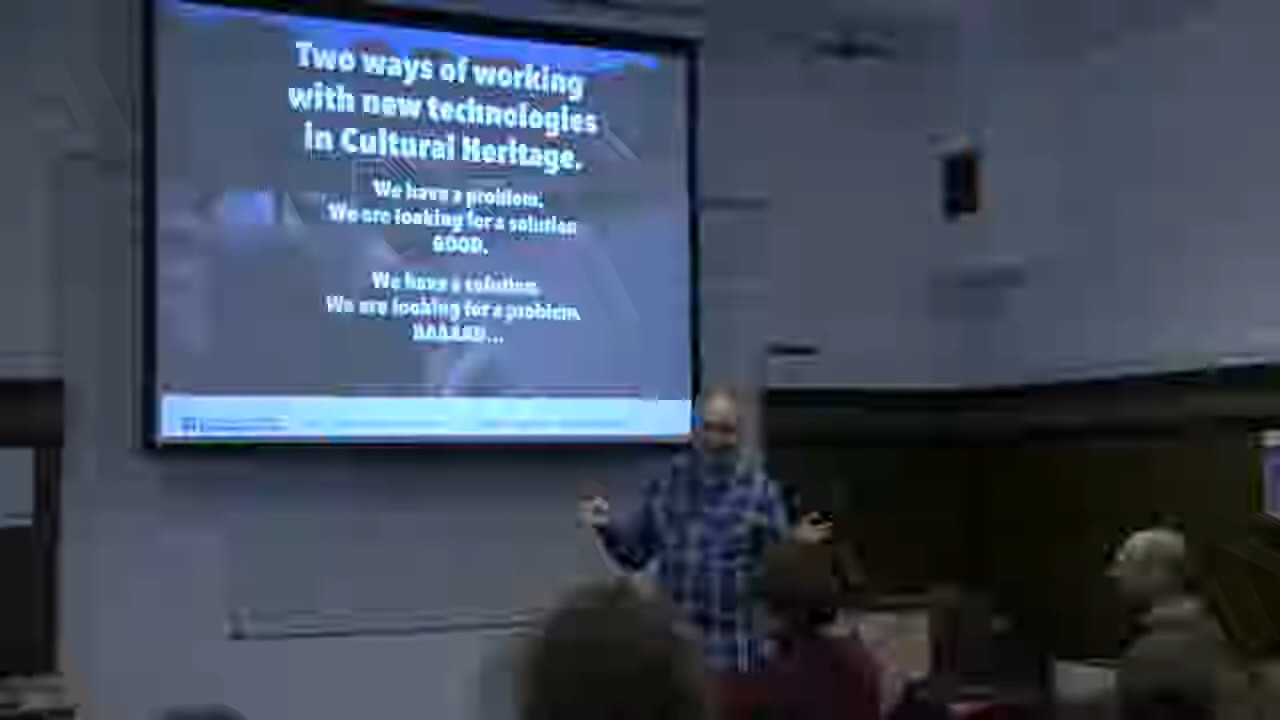 Two ways of working
with new technologies
in Cultural Heritage.
We have a problem.
We are looking for a solution
GOOD.
We have a solution.
We are looking for a problem.
BAAAAD...